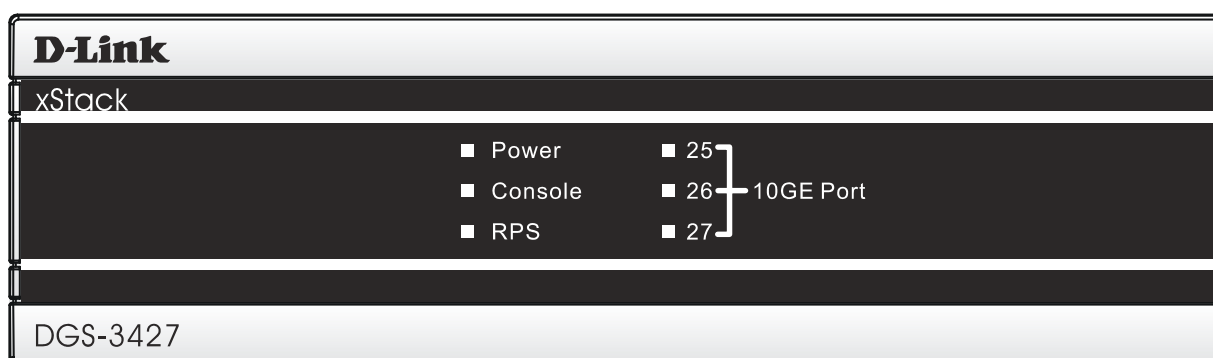 D-Link
xStack
Power 25
Console 26 10GE Port
RPS 27
DGS-3427